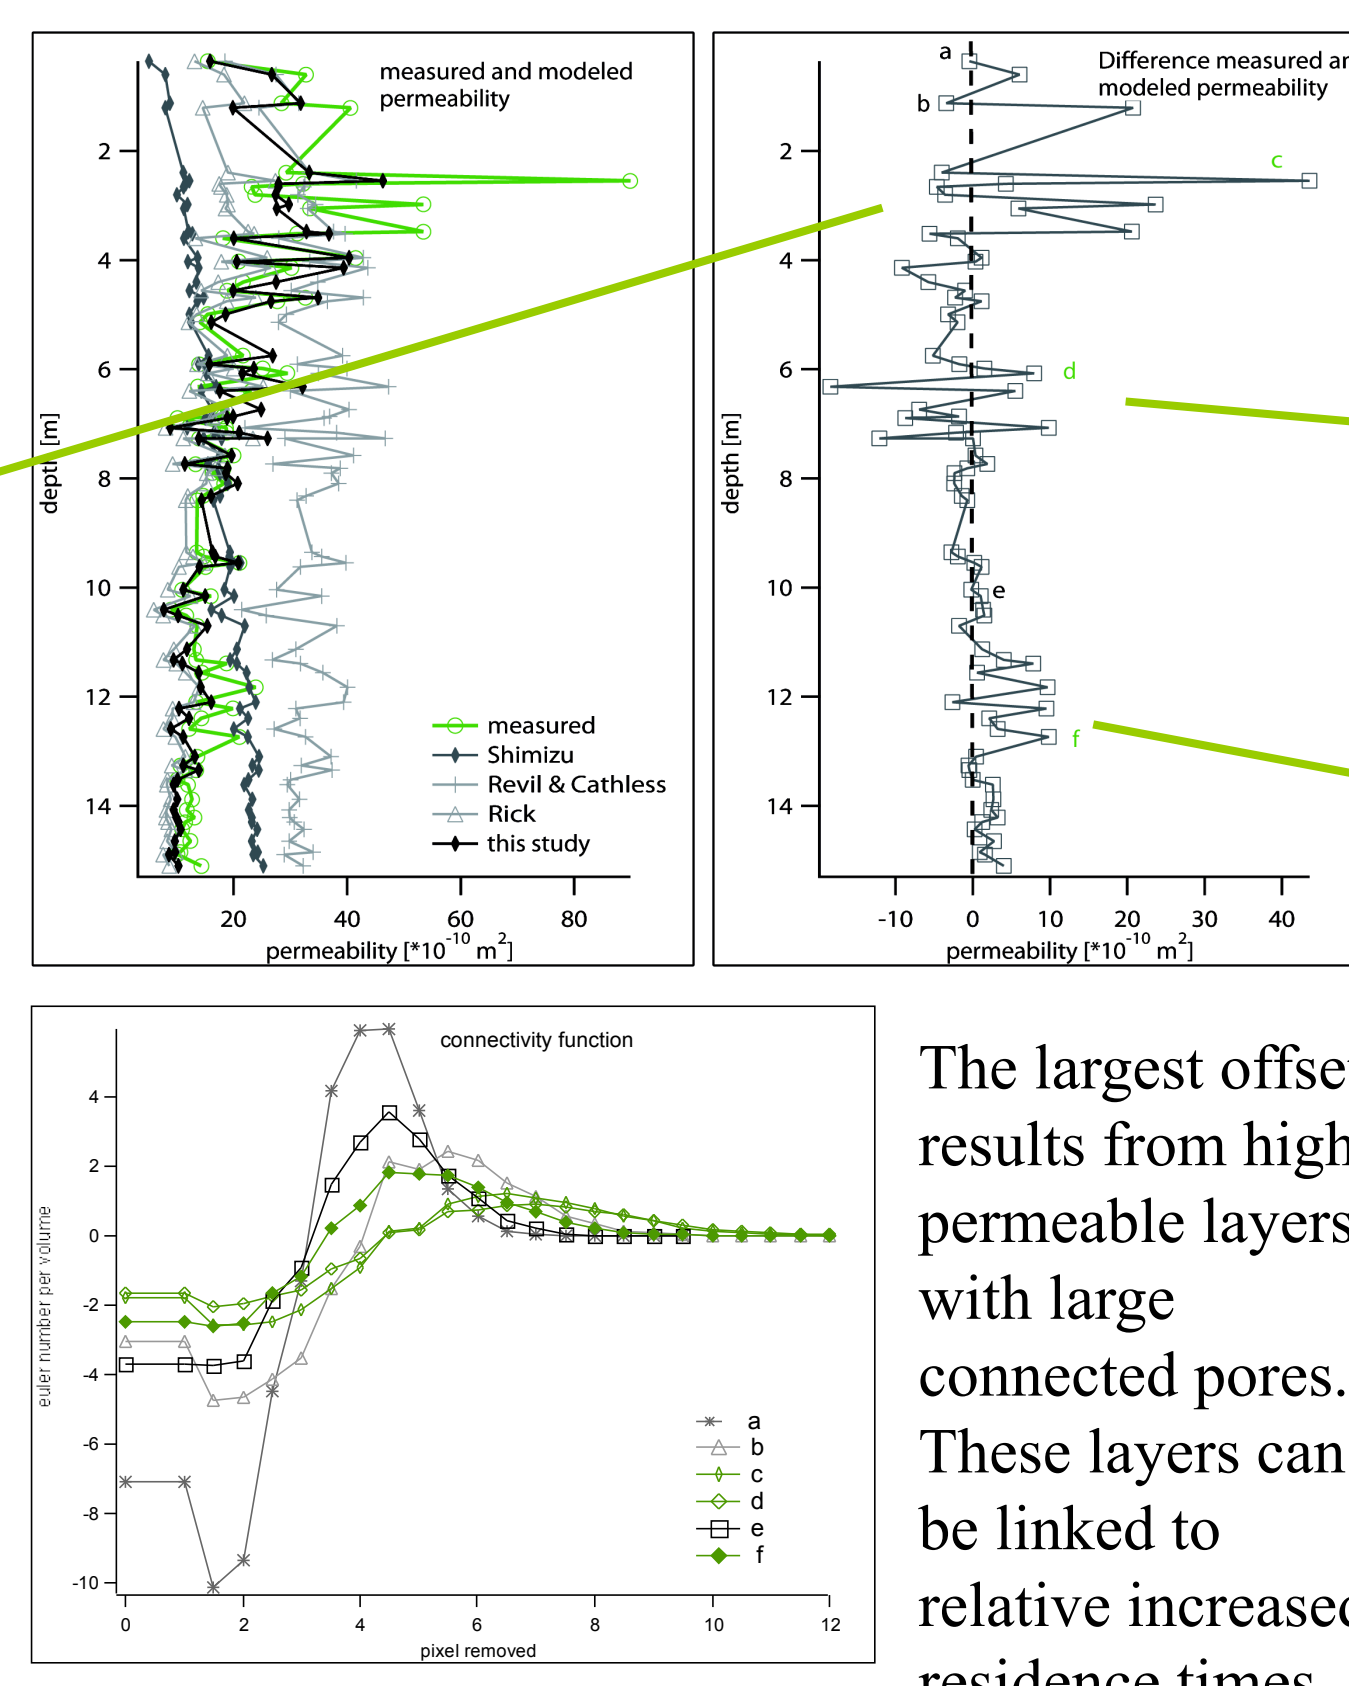 measured and modeled
permeability
2
4
6
8
10
12
14
depth [m]
measured
Shimizu
Revil & Cathless
Rick
this study
20 40 60 80
permeability [*10-10 m2]
Difference measured an
modeled permeability
a
b
c
d
e
f
2
4
6
8
10
12
14
depth [m]
-10 0 10 20 30 40
permeability [*10-10 m2]
connectivity function
4
2
0
-2
-4
-6
-8
-10
euler number per volume
a
b
c
d
e
f
0 2 4 6 8 10 12
pixel removed
The largest offse
results from high
permeable layers
with large
connected pores.
These layers can
be linked to
relative increased
residence times